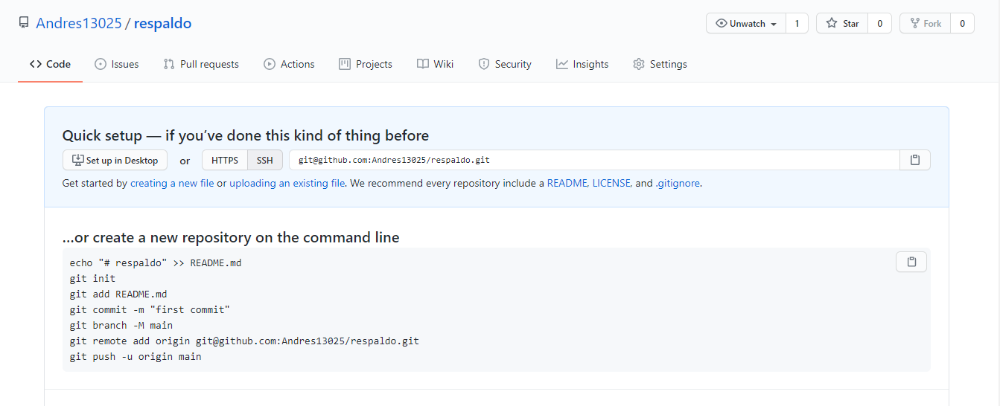 Andres13025 / respaldo
Unwatch 1 Star 0 Fork 0
Code Issues Pull requests Actions Projects Wiki Security Insights Settings
Quick setup — if you’ve done this kind of thing before
Set up in Desktop or HTTPS SSH git@github.com:Andres13025/respaldo.git
Get started by creating a new file or uploading an existing file. We recommend every repository include a README, LICENSE, and .gitignore.
…or create a new repository on the command line
echo "# respaldo" >> README.md
git init
git add README.md
git commit -m "first commit"
git branch -M main
git remote add origin git@github.com:Andres13025/respaldo.git
git push -u origin main